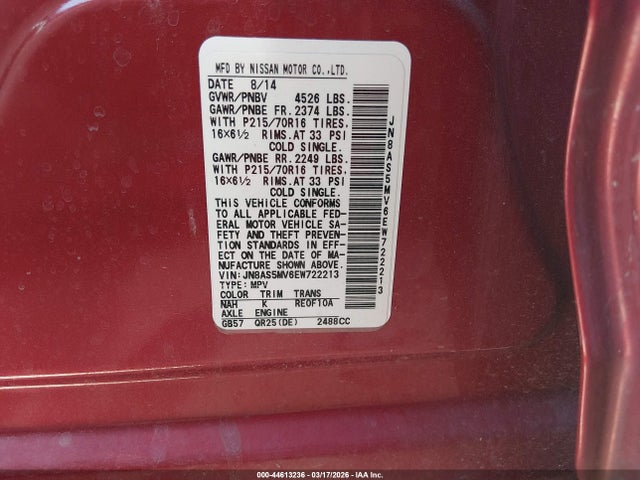 MFD BY NISSAN MOTOR CO.,LTD.
DATE 8/14
GVWR/PNBV 4526 LBS.
GAWR/PNBE FR. 2374 LBS.
WITH P215/70R16 TIRES.
16×6½ RIMS.AT 33 PSI
COLD SINGLE.
GAWR/PNBE RR. 2249 LBS.
WITH P215/70R16 TIRES.
16×6½ RIMS.AT 33 PSI
COLD SINGLE.
THIS VEHICLE CONFORMS
TO ALL APPLICABLE FED-
ERAL MOTOR VEHICLE SA-
FETY AND THEFT PREVEN-
TION STANDARDS IN EFF-
ECT ON THE DATE OF MA-
NUFACTURE SHOWN ABOVE.
VIN:JN8AS5MV6EW722213
TYPE:MPV
COLOR TRIM TRANS
NAH K RE0F10A
AXLE ENGINE
GB57 QR25(DE) 2488CC
JN8AS5MV6EW722213
000-44613236 - 03/17/2026 - IAA Inc.